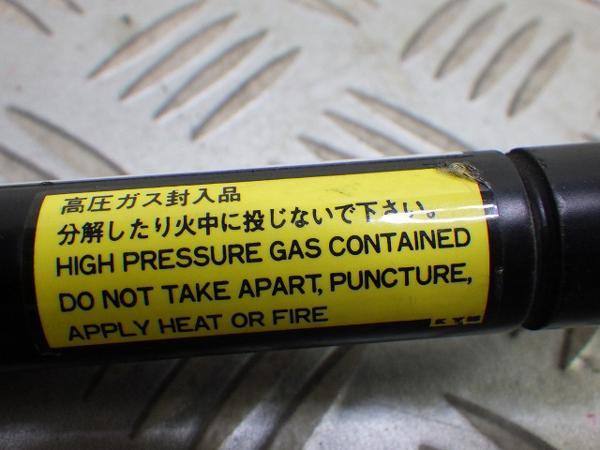 高圧ガス封入品
分解したり火中に投じないで下さい。
HIGH PRESSURE GAS CONTAINED
DO NOT TAKE APART, PUNCTURE,
APPLY HEAT OR FIRE
KYB